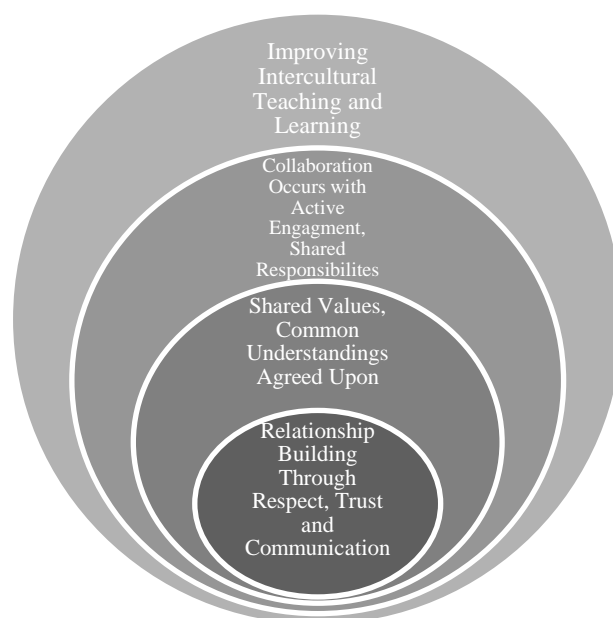 Improving
Intercultural
Teaching and
Learning
Collaboration
Occurs with
Active
Engagment,
Shared
Responsibilites
Shared Values,
Common
Understandings
Agreed Upon
Relationship
Building
Through
Respect, Trust
and
Communication